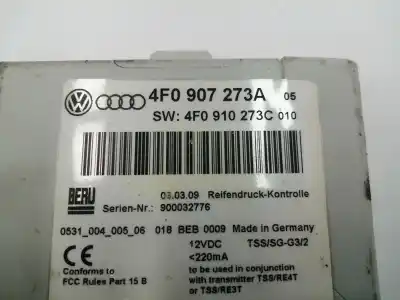 4F0 907 273A 05
SW: 4F0 910 273C 010
BERU
03.03.09 Reifendruck-Kontrolle
Serien-Nr.: 900032776
0531_004_005_06 018 BEB 0009 Made in Germany
CE 12VDC TSS/SG-G3/2
<220mA
Conforms to to be used in conjunction
FCC Rules Part 15 B with transmitter TSS/RE4T
or TSS/RE3T